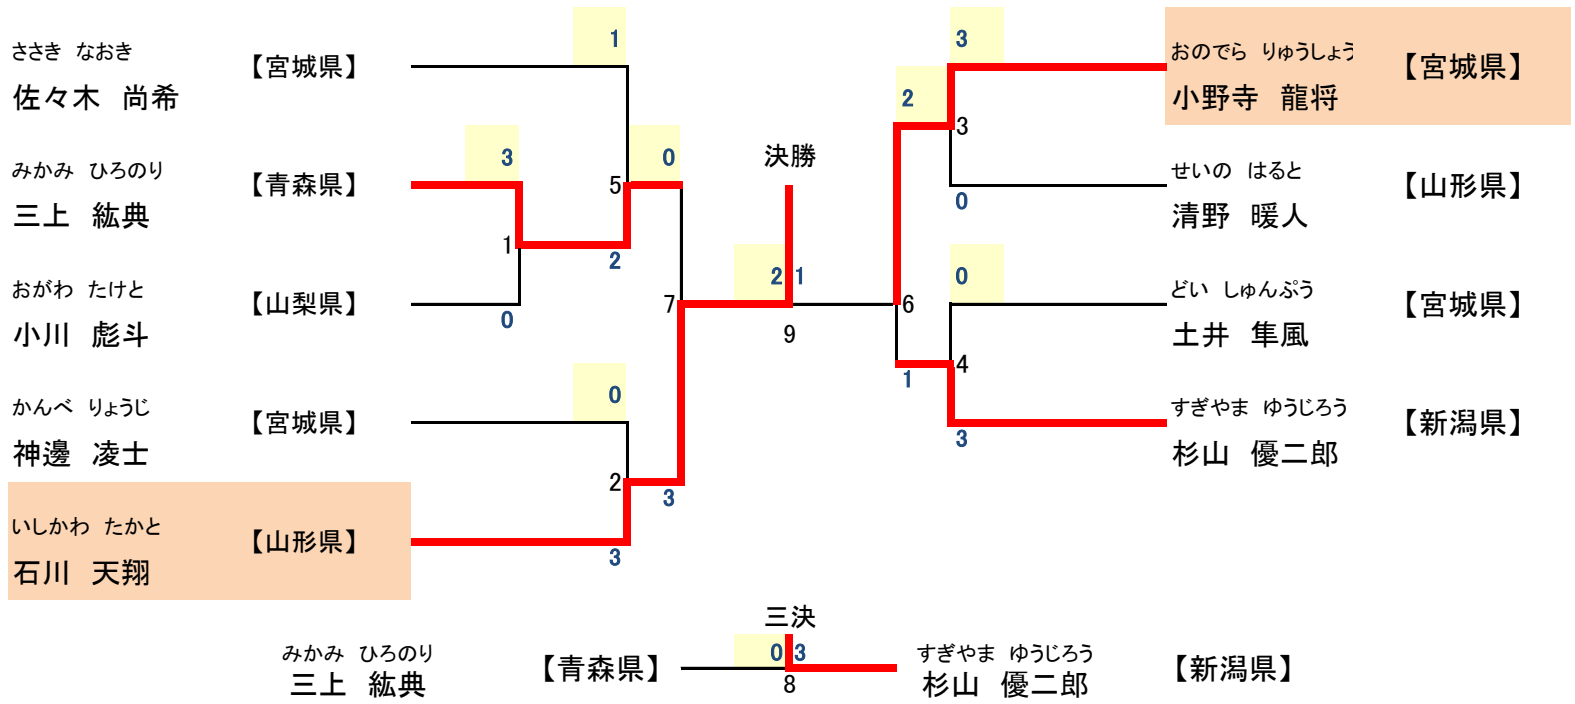 ささき なおき
佐々木 尚希
【宮城県】
1
みかみ ひろのり
三上 紘典
【青森県】
3
5
0
1
2
おがわ たけと
小川 彪斗
【山梨県】
0
かんべ りょうじ
神邊 凌士
【宮城県】
0
2
3
いしかわ たかと
石川 天翔
【山形県】
3
7
決勝
2 1
9
3
おのでら りゅうしょう
小野寺 龍将
【宮城県】
2
3
せいの はると
清野 暖人
【山形県】
0
6
0
どい しゅんぷう
土井 隼風
【宮城県】
4
1
すぎやま ゆうじろう
杉山 優二郎
【新潟県】
3
三決
みかみ ひろのり
三上 紘典
【青森県】
0 3
8
すぎやま ゆうじろう
杉山 優二郎
【新潟県】